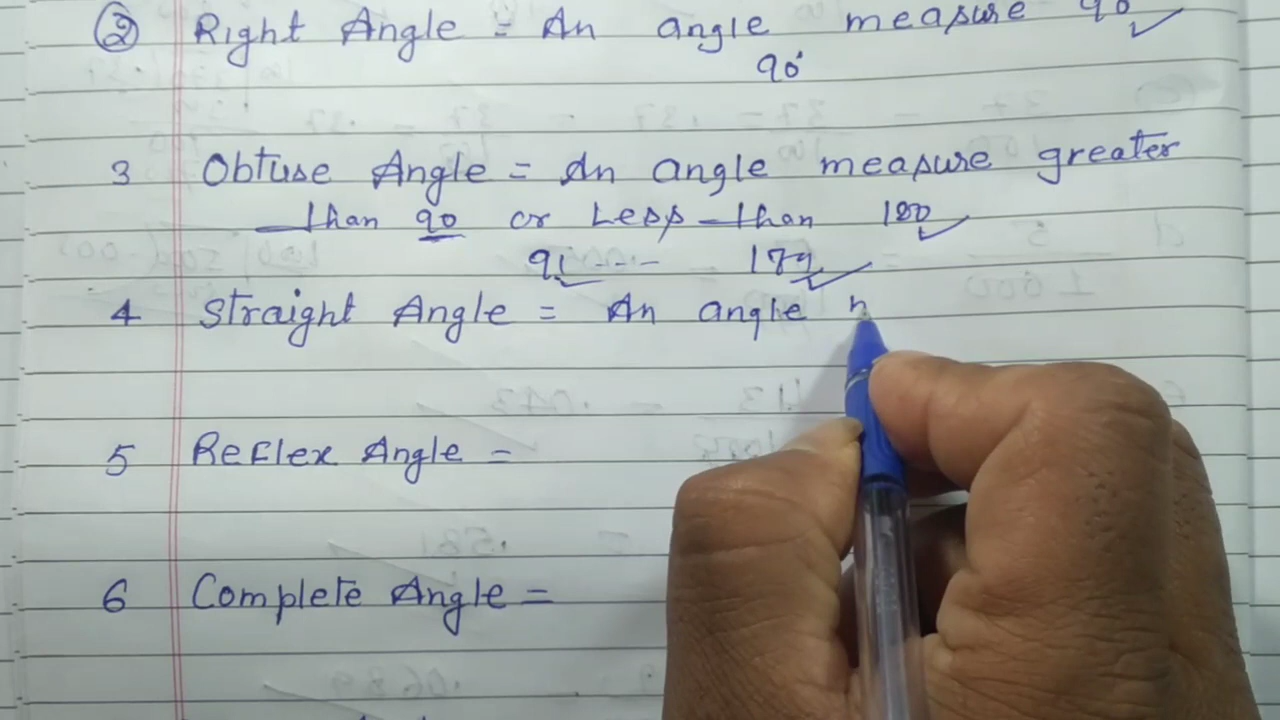 ② Right Angle = An angle measure 90
90°
3 Obtuse Angle = An angle measure greater
than 90 or Less than 180
91 --- 179
4 Straight Angle = An angle
5 Reflex Angle =
6 Complete Angle =